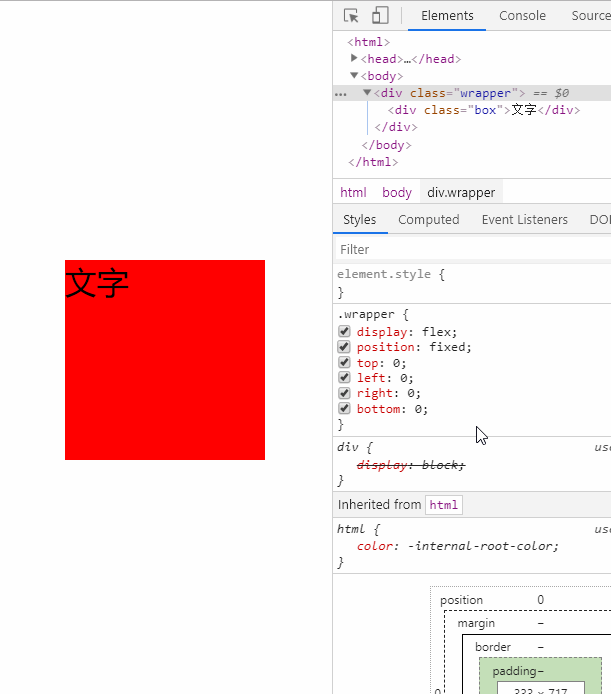 文字
Elements Console Source
<html>
<head>…</head>
<body>
… <div class="wrapper"> == $0
<div class="box">文字</div>
</div>
</body>
</html>
html body div.wrapper
Styles Computed Event Listeners DO
Filter
element.style {
}
.wrapper {
display: flex;
position: fixed;
top: 0;
left: 0;
right: 0;
bottom: 0;
}
div { us
display: block;
}
Inherited from html
html { us
color: -internal-root-color;
}
position 0
margin –
border –
padding–
0 333 × 717